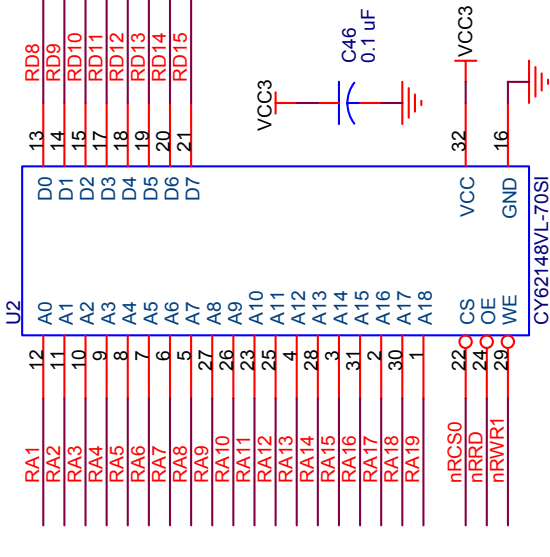 RD8
RD9
RD10
RD11
RD12
RD13
RD14
RD15
13
14
15
17
18
19
20
21
VCC3
C46
0.1 uF
VCC3
32
16
D0
D1
D2
D3
D4
D5
D6
D7
VCC
GND
U2
CY62148VL-70SI
A0
A1
A2
A3
A4
A5
A6
A7
A8
A9
A10
A11
A12
A13
A14
A15
A16
A17
A18
CS
OE
WE
12
11
10
9
8
7
6
5
27
26
23
25
4
28
3
31
2
30
1
22
24
29
RA1
RA2
RA3
RA4
RA5
RA6
RA7
RA8
RA9
RA10
RA11
RA12
RA13
RA14
RA15
RA16
RA17
RA18
RA19
nRCS0
nRRD
nRWR1